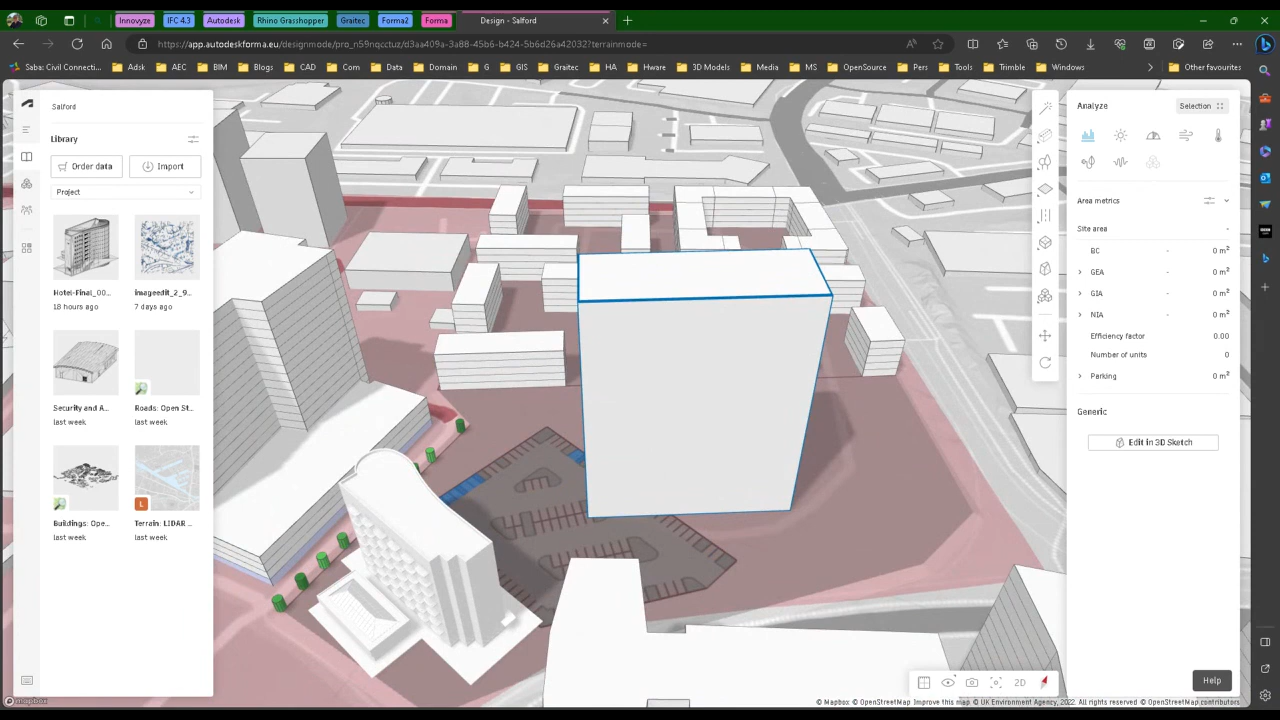 Innovyze
IFC 4.3
Autodesk
Rhino Grasshopper
Graitec
Forma2
Forma
Design - Salford
https://app.autodeskforma.eu/designmode/pro_n59nqcctuz/d3aa409a-3a88-45b6-b424-5b6d26a42032?terrainmode=
Saba: Civil Connecti...
Adsk
AEC
BIM
Blogs
CAD
Com
Data
Domain
G
GIS
Graitec
HA
Hware
3D Models
Media
MS
OpenSource
Pers
Tools
Trimble
Windows
Other favourites
Salford
Library
Order data
Import
Project
Hotel-Final_00...
18 hours ago
imageedit_2_9...
7 days ago
Security and A...
last week
Roads: Open St...
last week
Buildings: Ope...
last week
L
Terrain: LIDAR ...
last week
Analyze
Selection
Area metrics
Site area -
BC - 0 m²
GEA - 0 m²
GIA - 0 m²
NIA - 0 m²
Efficiency factor 0.00
Number of units 0
Parking 0 m²
Generic
Edit in 3D Sketch
Help
2D
mapbox
© Mapbox © OpenStreetMap Improve this map © UK Environment Agency, 2022. All rights reserved © OpenStreetMap contributors